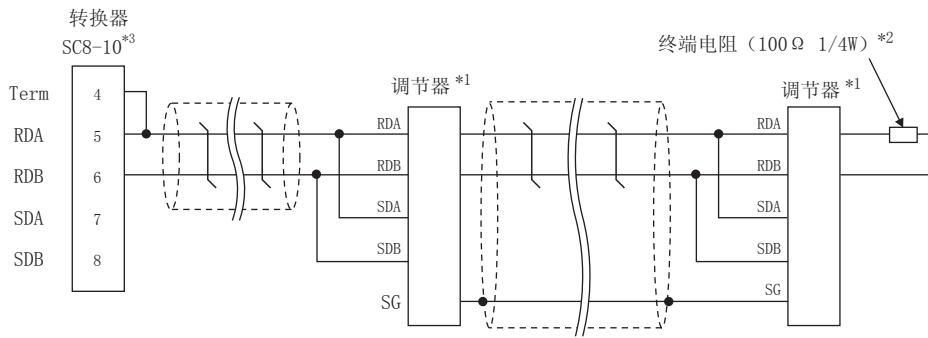 转换器
SC8-10*3
终端电阻（100Ω 1/4W）*2
调节器*1
调节器*1
Term 4
RDA 5
RDB 6
SDA 7
SDB 8
RDA
RDB
SDA
SDB
SG
RDA
RDB
SDA
SDB
SG